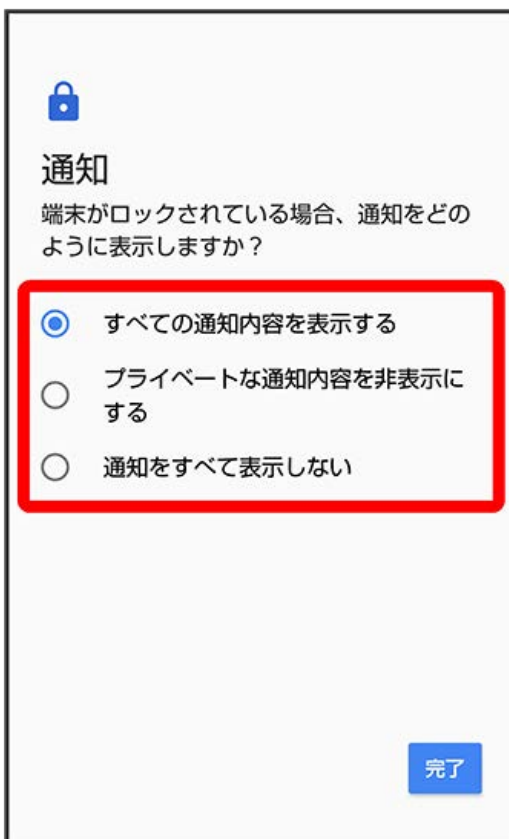 通知
端末がロックされている場合、通知をどの
ように表示しますか？
すべての通知内容を表示する
プライベートな通知内容を非表示に
する
通知をすべて表示しない
完了